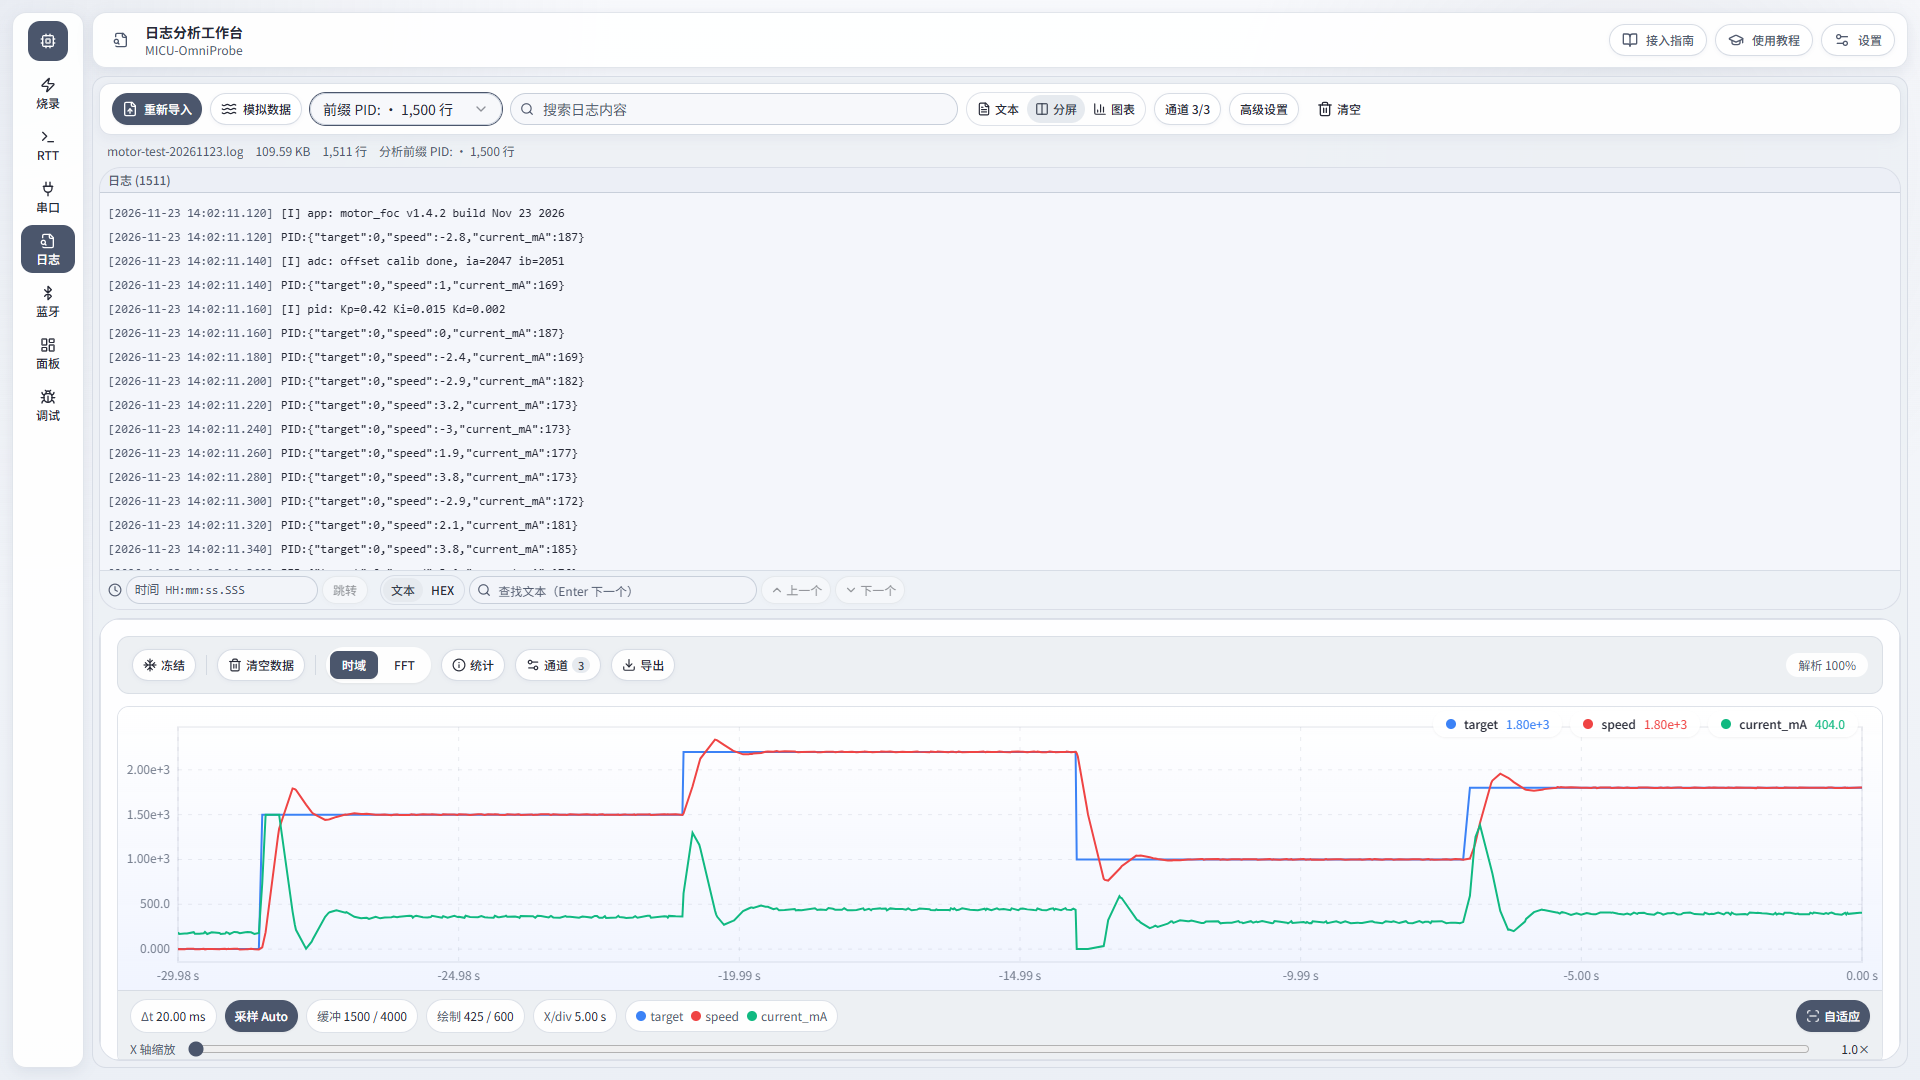 日志分析工作台
MICU-OmniProbe
接入指南
使用教程
设置
烧录
RTT
串口
日志
蓝牙
面板
调试
重新导入
模拟数据
前缀 PID: · 1,500 行
搜索日志内容
文本
分屏
图表
通道 3/3
高级设置
清空
motor-test-20261123.log 109.59 KB 1,511 行 分析前缀 PID: · 1,500 行
日志 (1511)
[2026-11-23 14:02:11.120] [I] app: motor_foc v1.4.2 build Nov 23 2026
[2026-11-23 14:02:11.120] PID:{"target":0,"speed":-2.8,"current_mA":187}
[2026-11-23 14:02:11.140] [I] adc: offset calib done, ia=2047 ib=2051
[2026-11-23 14:02:11.140] PID:{"target":0,"speed":1,"current_mA":169}
[2026-11-23 14:02:11.160] [I] pid: Kp=0.42 Ki=0.015 Kd=0.002
[2026-11-23 14:02:11.160] PID:{"target":0,"speed":0,"current_mA":187}
[2026-11-23 14:02:11.180] PID:{"target":0,"speed":-2.4,"current_mA":169}
[2026-11-23 14:02:11.200] PID:{"target":0,"speed":-2.9,"current_mA":182}
[2026-11-23 14:02:11.220] PID:{"target":0,"speed":3.2,"current_mA":173}
[2026-11-23 14:02:11.240] PID:{"target":0,"speed":-3,"current_mA":173}
[2026-11-23 14:02:11.260] PID:{"target":0,"speed":1.9,"current_mA":177}
[2026-11-23 14:02:11.280] PID:{"target":0,"speed":3.8,"current_mA":173}
[2026-11-23 14:02:11.300] PID:{"target":0,"speed":-2.9,"current_mA":172}
[2026-11-23 14:02:11.320] PID:{"target":0,"speed":2.1,"current_mA":181}
[2026-11-23 14:02:11.340] PID:{"target":0,"speed":3.8,"current_mA":185}
时间 HH:mm:ss.SSS
跳转
文本
HEX
查找文本（Enter 下一个）
上一个
下一个
冻结
清空数据
时域
FFT
统计
通道 3
导出
解析 100%
target 1.80e+3
speed 1.80e+3
current_mA 404.0
2.00e+3
1.50e+3
1.00e+3
500.0
0.000
-29.98 s
-24.98 s
-19.99 s
-14.99 s
-9.99 s
-5.00 s
0.00 s
Δt 20.00 ms
采样 Auto
缓冲 1500 / 4000
绘制 425 / 600
X/div 5.00 s
target speed current_mA
自适应
X 轴缩放
1.0×